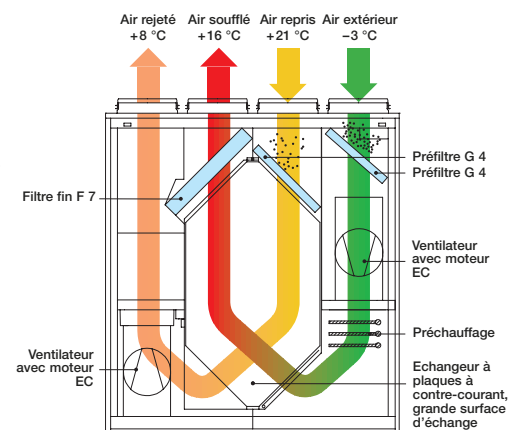 Air rejeté
+8 °C
Air soufflé
+16 °C
Air repris
+21 °C
Air extérieur
−3 °C
Préfiltre G 4
Préfiltre G 4
Filtre fin F 7
Ventilateur
avec moteur
EC
Préchauffage
Ventilateur
avec moteur
EC
Echangeur à
plaques à
contre-courant,
grande surface
d'échange